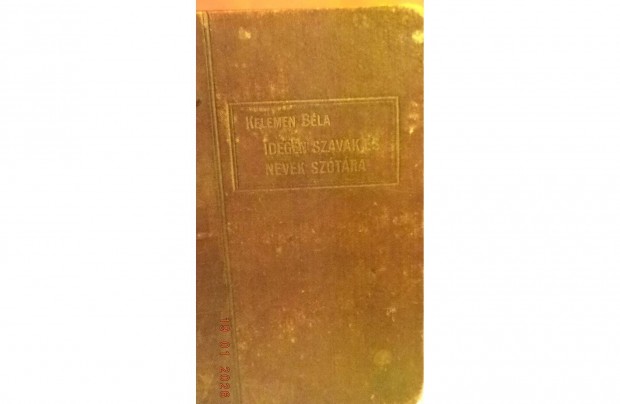 KELEMEN BÉLA
IDEGEN SZAVAK ÉS
NEVEK SZÓTÁRA